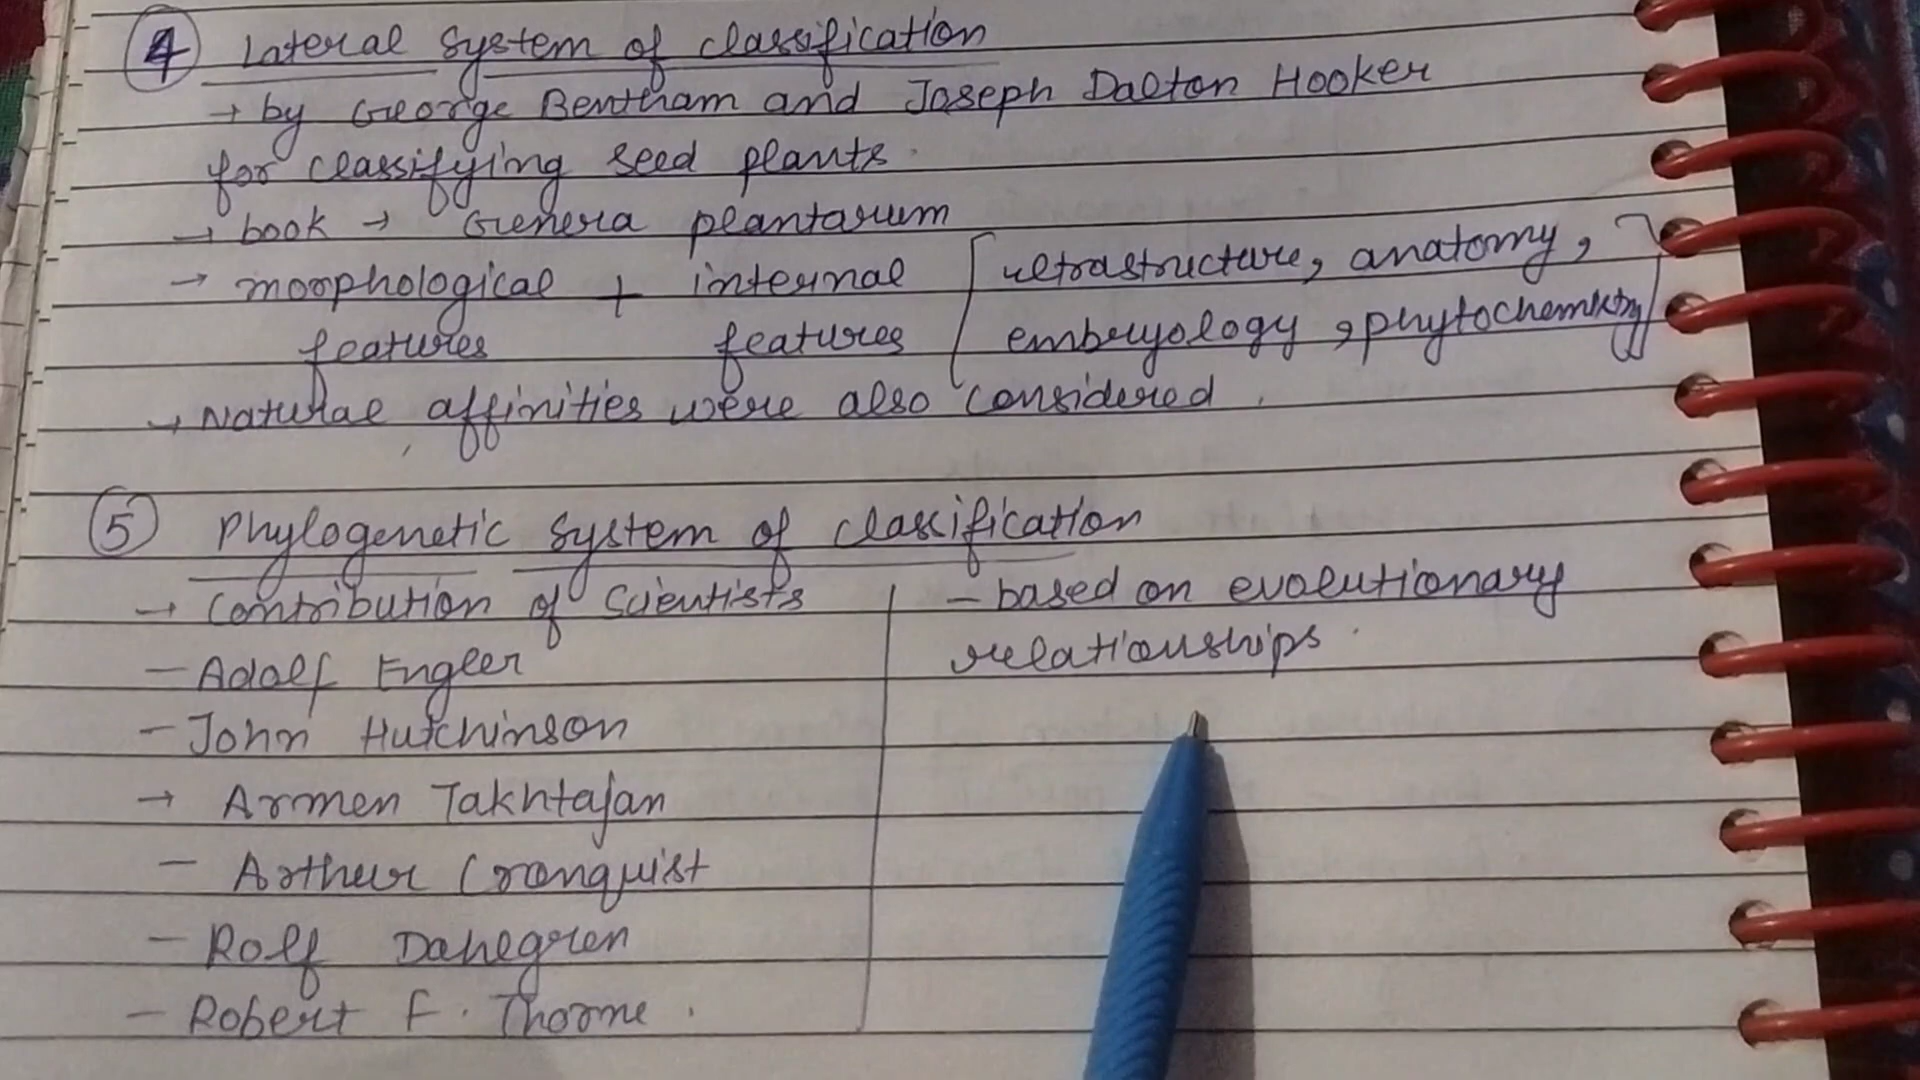 4 Lateral System of classification
→ by George Bentham and Joseph Dalton Hooker
for classifying seed plants.
→ book → Genera plantarum
→ morphological + internal [ultrastructure, anatomy,
features features embryology, phytochemistry]
→ Natural affinities were also considered.
5 Phylogenetic System of classification
→ Contribution of Scientists
- Adolf Engler
- John Hutchinson
→ Armen Takhtajan
- Arthur Cronquist
- Rolf Dahlgren
- Robert F. Thorne.
- based on evolutionary
relationships.